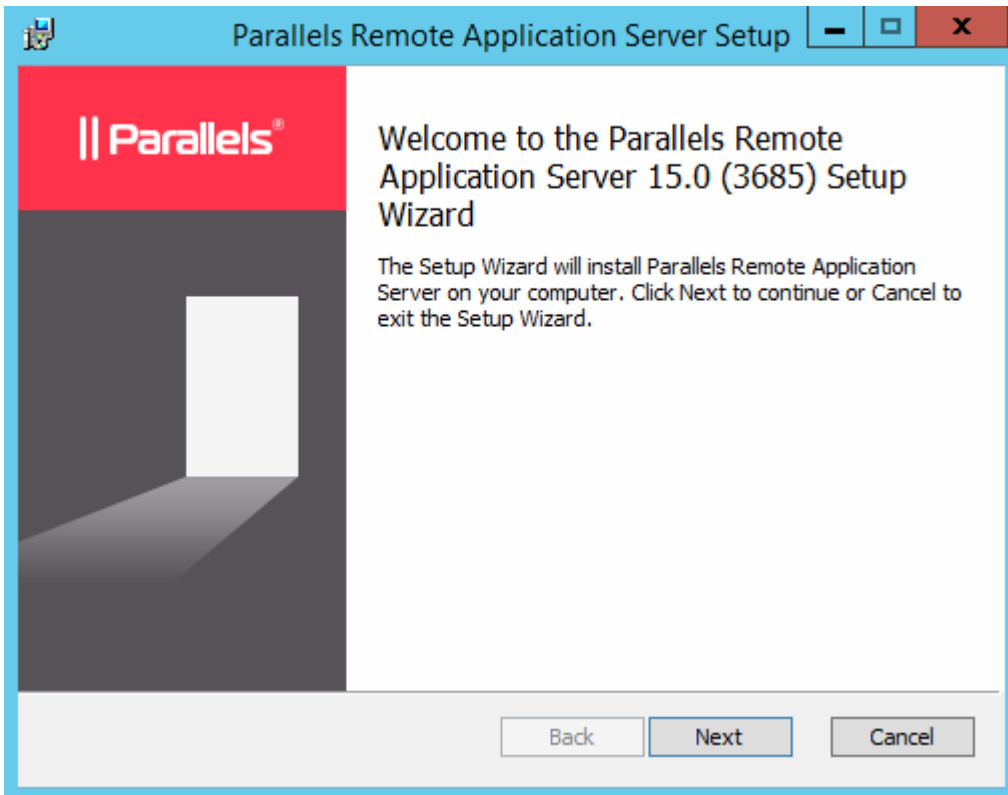 Parallels Remote Application Server Setup
|| Parallels®
Welcome to the Parallels Remote
Application Server 15.0 (3685) Setup
Wizard
The Setup Wizard will install Parallels Remote Application
Server on your computer. Click Next to continue or Cancel to
exit the Setup Wizard.
Back Next Cancel